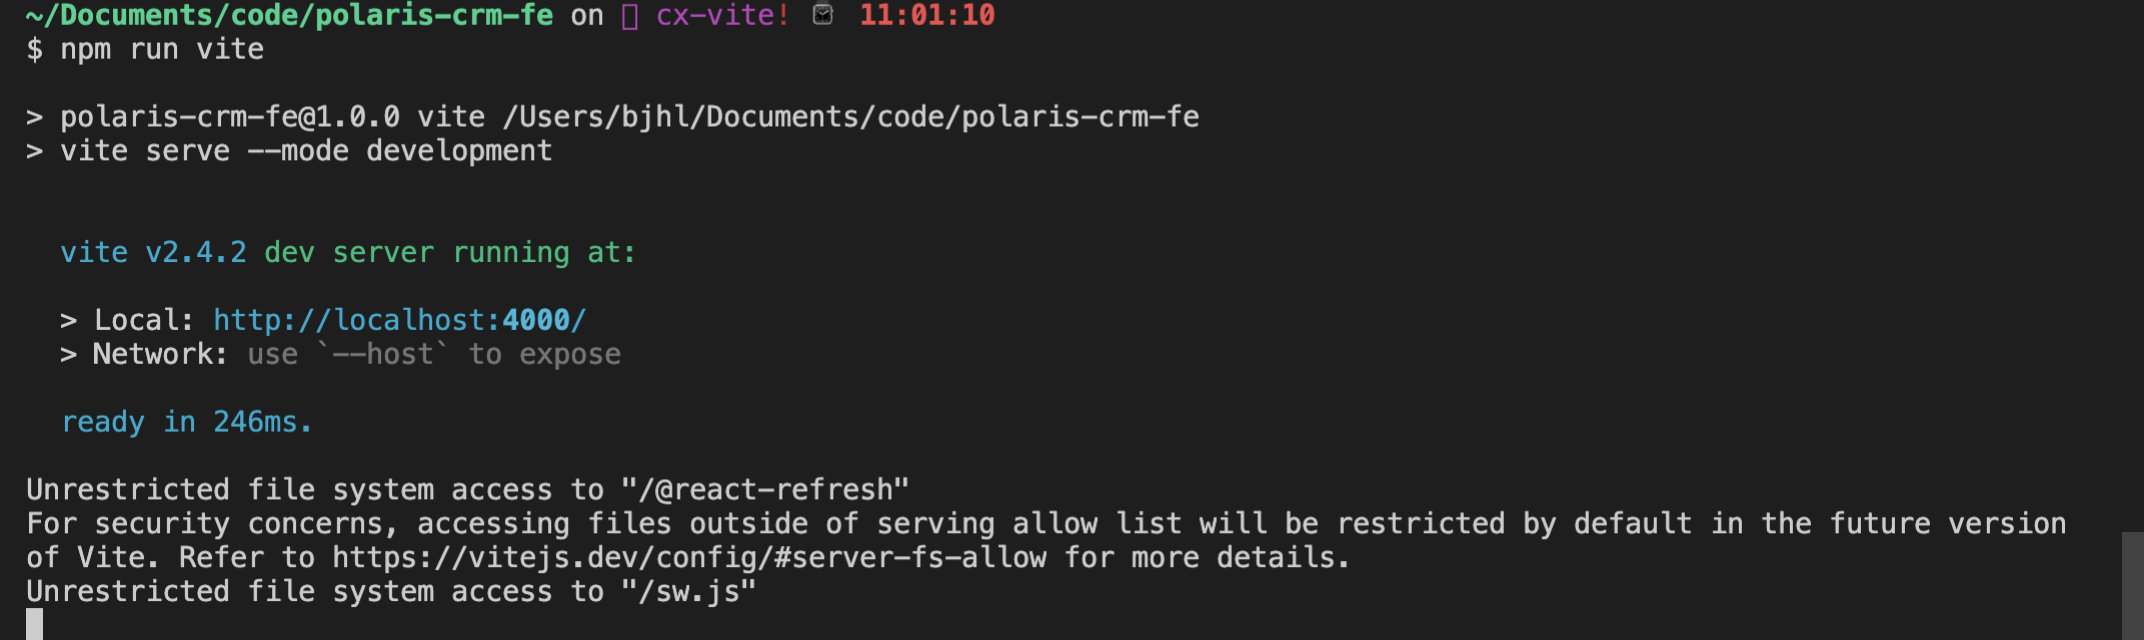 ~/Documents/code/polaris-crm-fe on cx-vite! 11:01:10
$ npm run vite
> polaris-crm-fe@1.0.0 vite /Users/bjhl/Documents/code/polaris-crm-fe
> vite serve --mode development
vite v2.4.2 dev server running at:
> Local: http://localhost:4000/
> Network: use `--host` to expose
ready in 246ms.
Unrestricted file system access to "/@react-refresh"
For security concerns, accessing files outside of serving allow list will be restricted by default in the future version
of Vite. Refer to https://vitejs.dev/config/#server-fs-allow for more details.
Unrestricted file system access to "/sw.js"